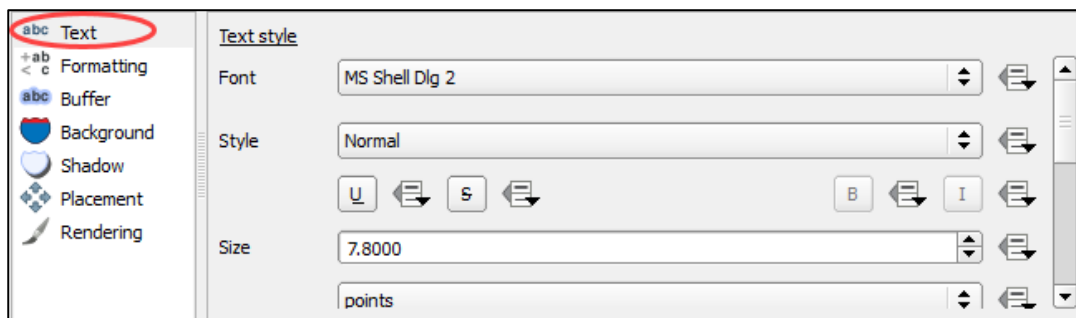 abc Text
+ab
< c Formatting
abc Buffer
Background
Shadow
Placement
Rendering
Text style
Font MS Shell Dlg 2
Style Normal
U S B I
Size 7.8000
points